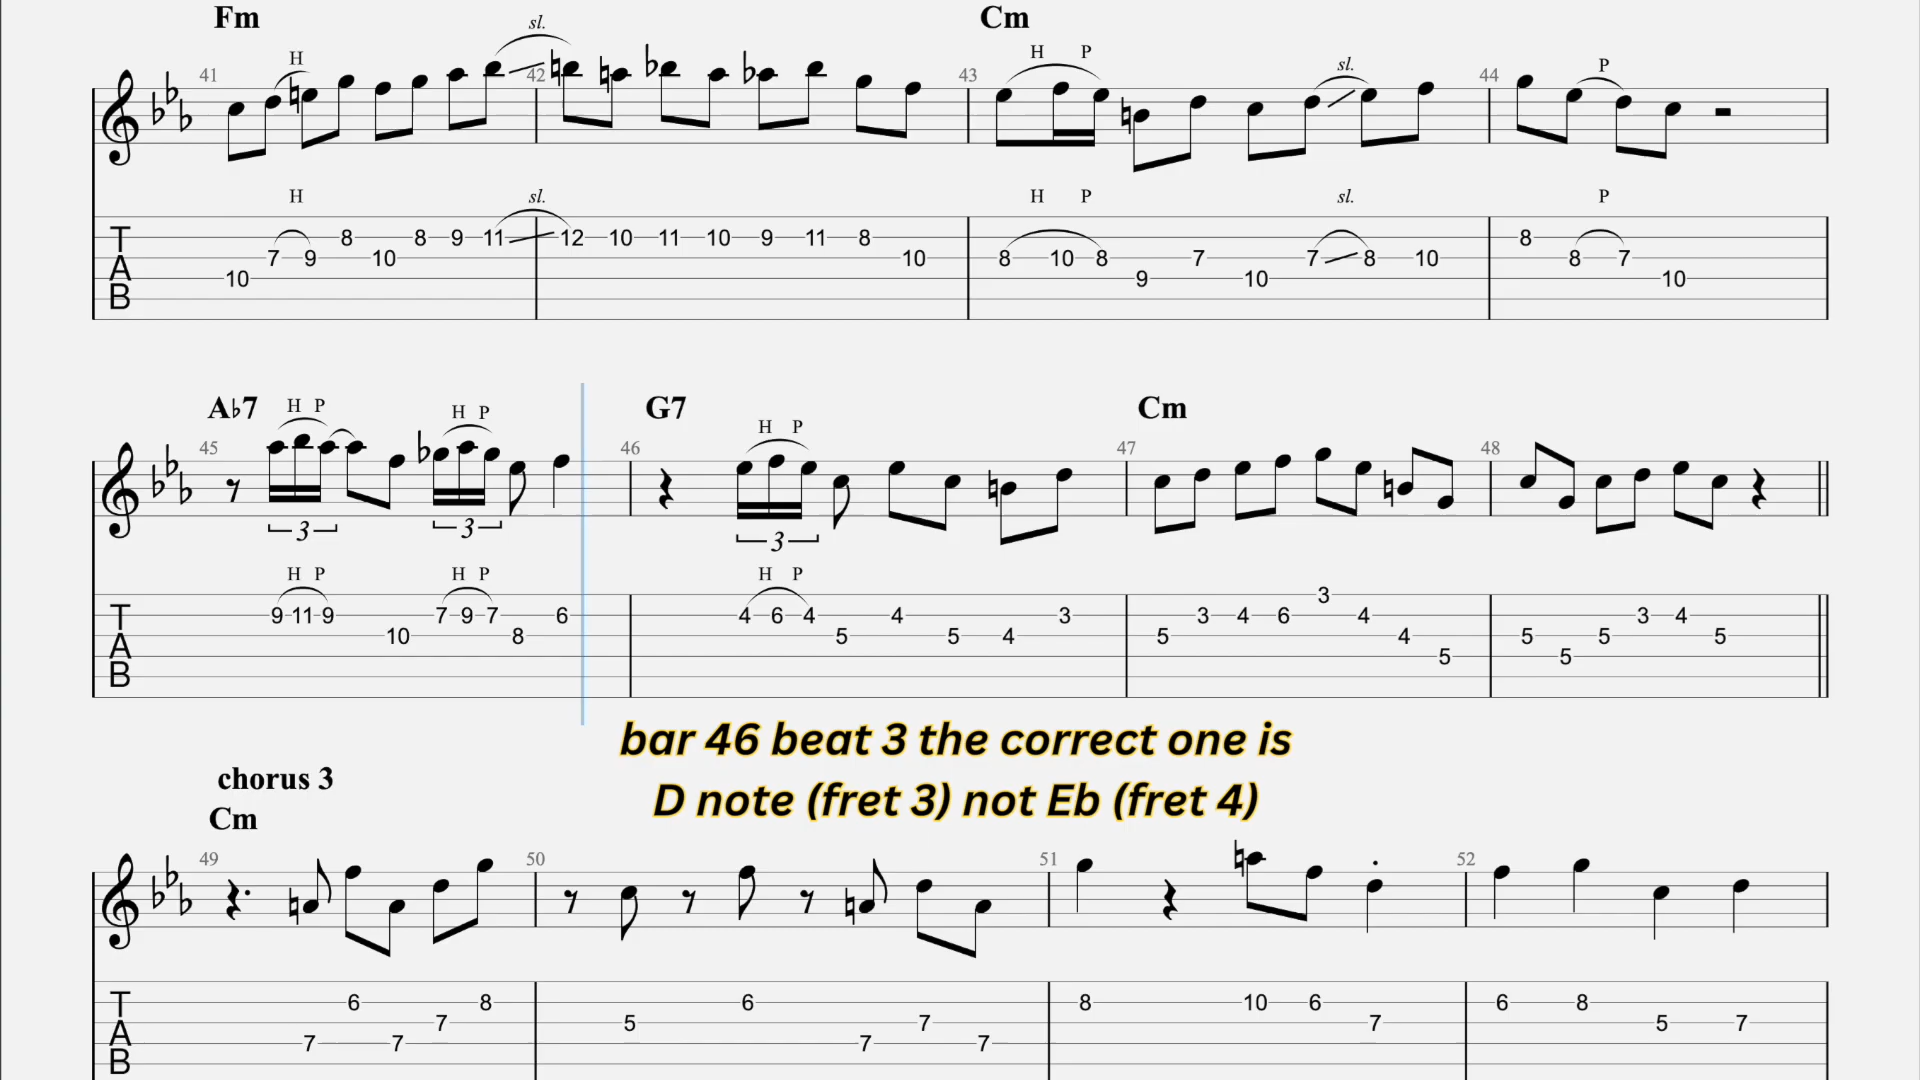 Fm Cm
41 H sl. 42 43 H P sl. 44 P
H sl. H P sl. P
T 8 8 9 11 12 10 11 10 9 11 8 8
A 7 9 10 10 8 10 8 7 7 8 10 8 7
B 10 9 10 10
A♭7 G7 Cm
45 H P H P 46 H P 47 48
3 3 3
H P H P H P
3
T 9 11 9 7 9 7 6 4 6 4 4 3 3 4 6 4 3 4
A 10 8 5 5 4 5 4 5 5 5
B 5 5
bar 46 beat 3 the correct one is
D note (fret 3) not Eb (fret 4)
chorus 3
Cm
49 50 51 52
T 6 8 6 8 10 6 6 8
A 7 5 7 7 5 7
B 7 7 7 7